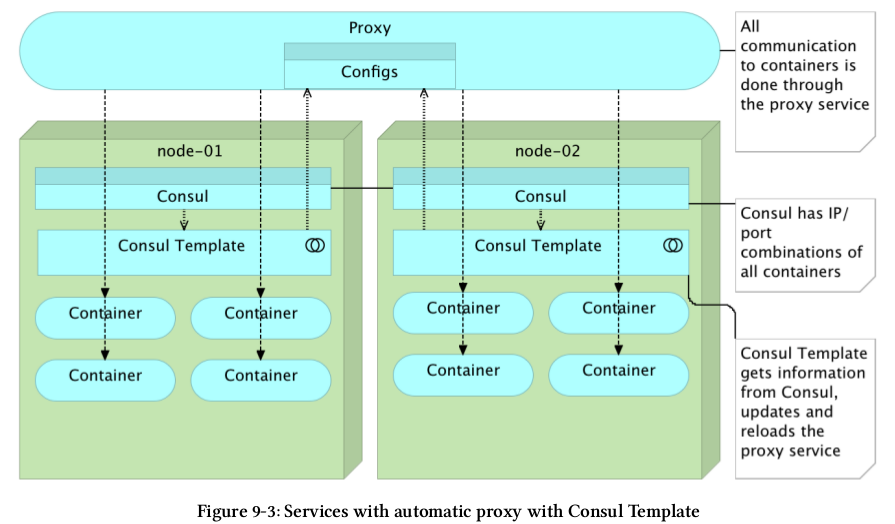 Proxy
Configs
All
communication
to containers is
done through
the proxy service
node-01
node-02
Consul
Consul
Consul has IP/
port
combinations of
all containers
Consul Template
Consul Template
Container
Container
Container
Container
Container
Container
Container
Container
Consul Template
gets information
from Consul,
updates and
reloads the
proxy service
Figure 9-3: Services with automatic proxy with Consul Template